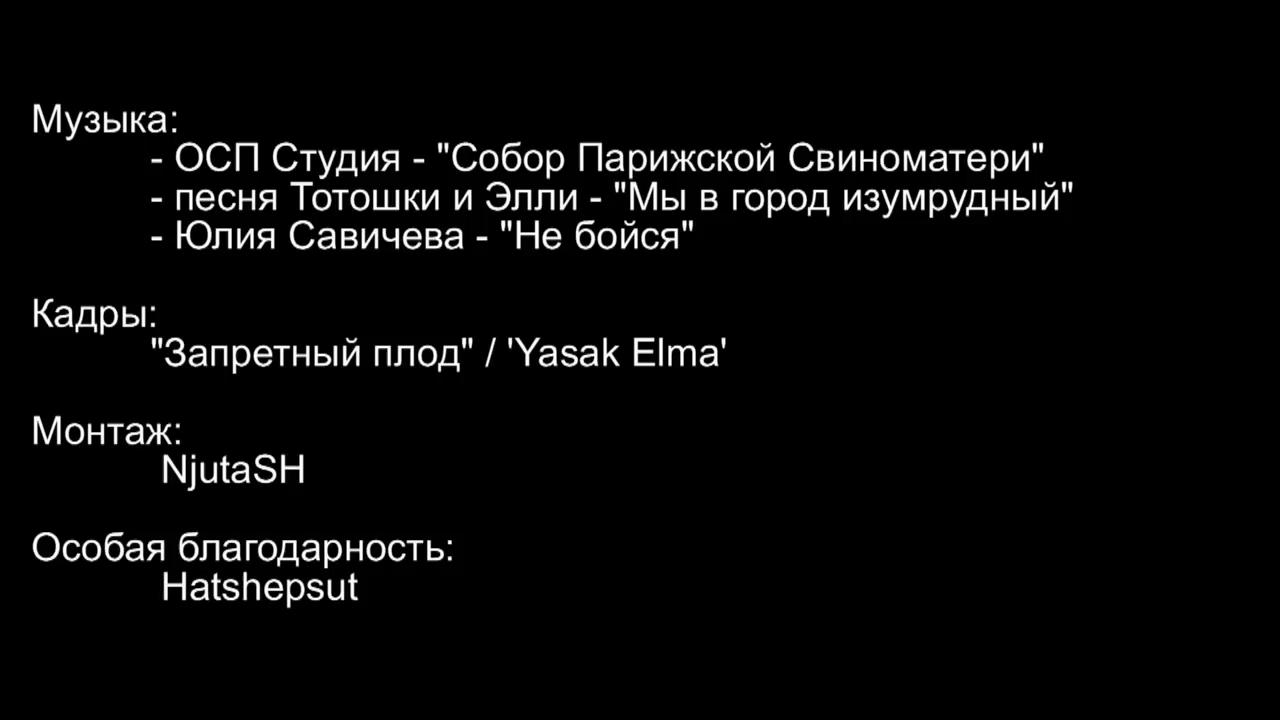 Музыка:
- ОСП Студия - "Собор Парижской Свиноматери"
- песня Тотошки и Элли - "Мы в город изумрудный"
- Юлия Савичева - "Не бойся"
Кадры:
"Запретный плод" / 'Yasak Elma'
Монтаж:
NjutaSH
Особая благодарность:
Hatshepsut